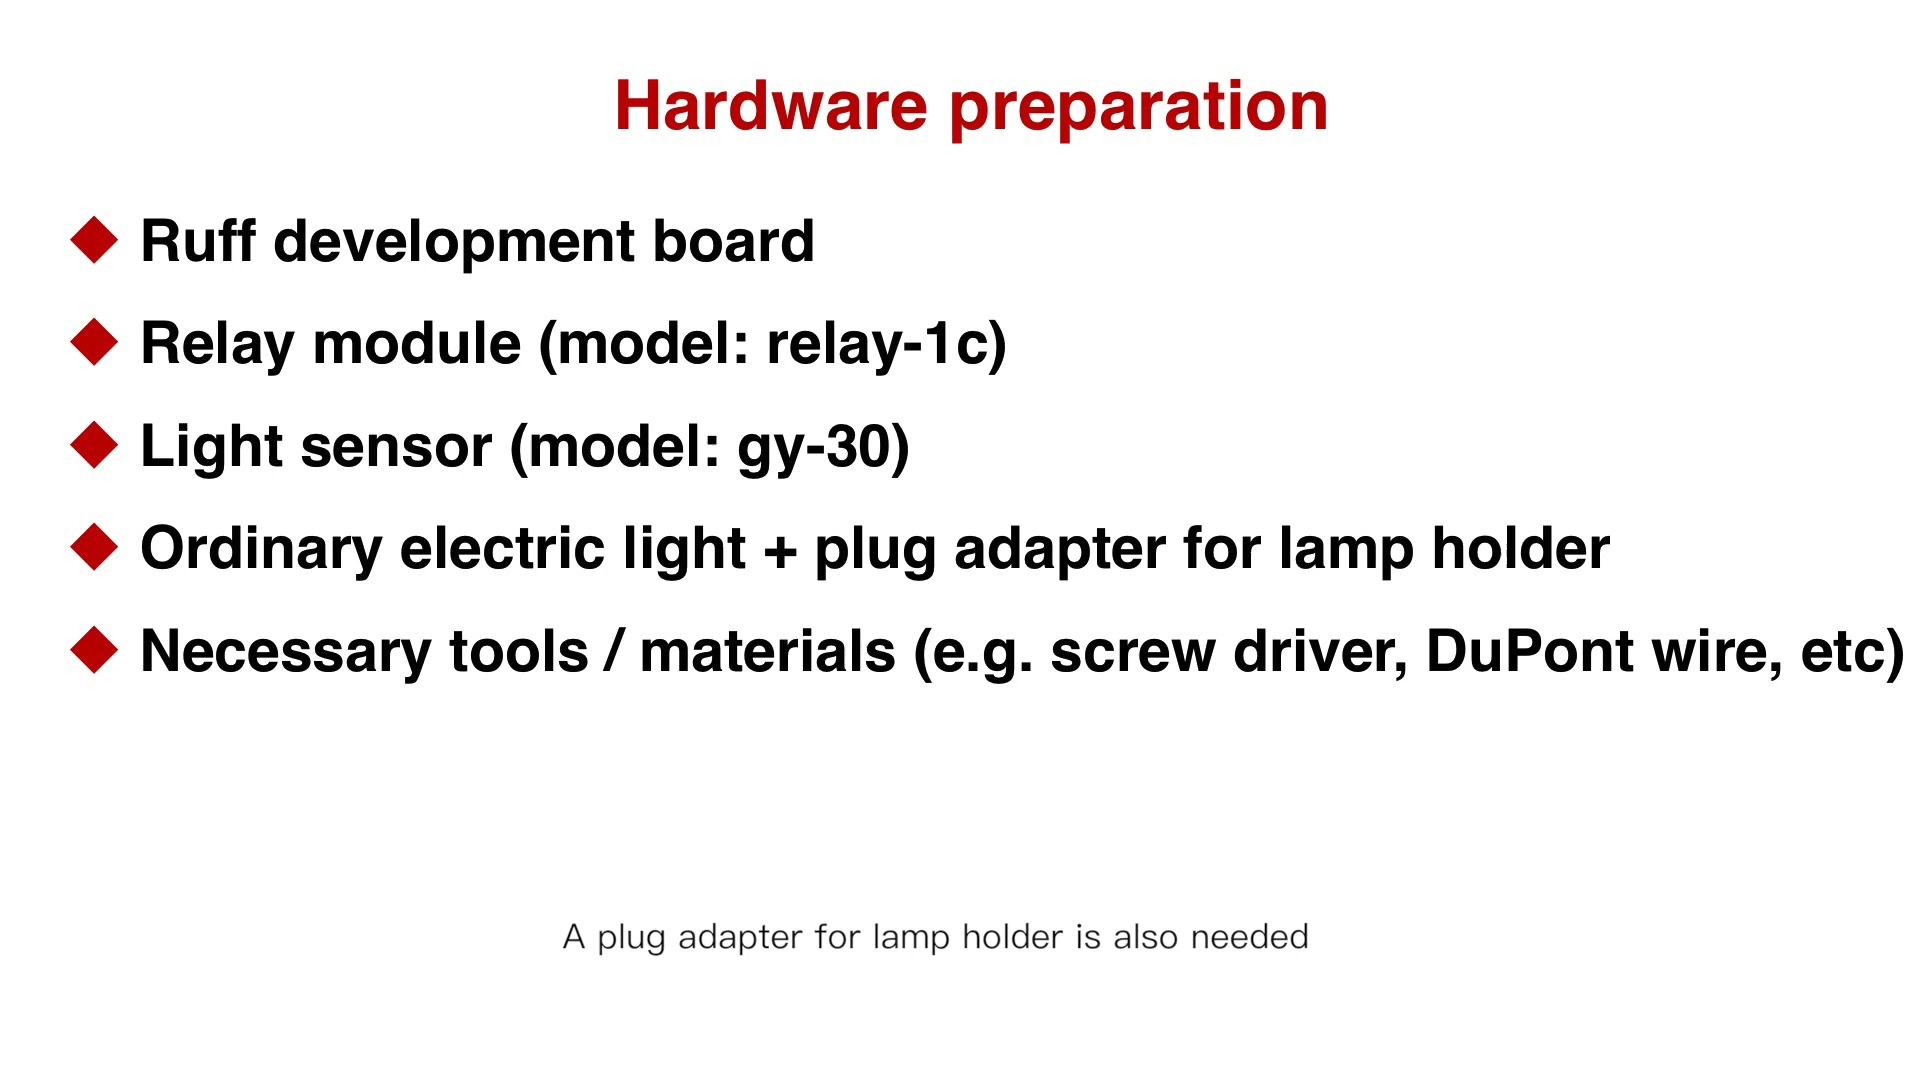 Hardware preparation
Ruff development board
Relay module (model: relay-1c)
Light sensor (model: gy-30)
Ordinary electric light + plug adapter for lamp holder
Necessary tools / materials (e.g. screw driver, DuPont wire, etc)
A plug adapter for lamp holder is also needed